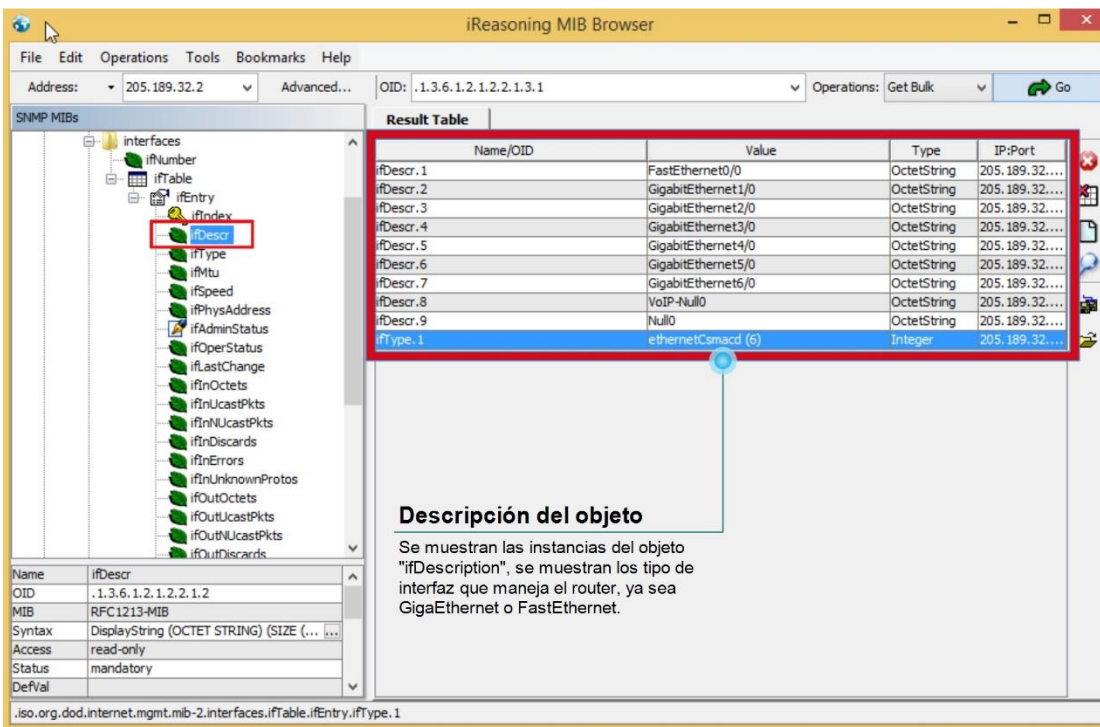 iReasoning MIB Browser
File Edit Operations Tools Bookmarks Help
Address: 205.189.32.2 Advanced... OID: .1.3.6.1.2.1.2.2.1.3.1 Operations: Get Bulk Go
SNMP MIBs
interfaces
ifNumber
ifTable
ifEntry
ifIndex
ifDescr
ifType
ifMtu
ifSpeed
ifPhysAddress
ifAdminStatus
ifOperStatus
ifLastChange
ifInOctets
ifInUcastPkts
ifInNUcastPkts
ifInDiscards
ifInErrors
ifInUnknownProtos
ifOutOctets
ifOutUcastPkts
ifOutNUcastPkts
ifOutDiscards
Name ifDescr
OID .1.3.6.1.2.1.2.2.1.2
MIB RFC1213-MIB
Syntax DisplayString (OCTET STRING) (SIZE (... ...
Access read-only
Status mandatory
DefVal
Result Table
Name/OID Value Type IP:Port
ifDescr.1 FastEthernet0/0 OctetString 205.189.32....
ifDescr.2 GigabitEthernet1/0 OctetString 205.189.32....
ifDescr.3 GigabitEthernet2/0 OctetString 205.189.32....
ifDescr.4 GigabitEthernet3/0 OctetString 205.189.32....
ifDescr.5 GigabitEthernet4/0 OctetString 205.189.32....
ifDescr.6 GigabitEthernet5/0 OctetString 205.189.32....
ifDescr.7 GigabitEthernet6/0 OctetString 205.189.32....
ifDescr.8 VoIP-Null0 OctetString 205.189.32....
ifDescr.9 Null0 OctetString 205.189.32....
ifType.1 ethernetCsmacd (6) Integer 205.189.32....
Descripción del objeto
Se muestran las instancias del objeto
"ifDescription", se muestran los tipo de
interfaz que maneja el router, ya sea
GigaEthernet o FastEthernet.
.iso.org.dod.internet.mgmt.mib-2.interfaces.ifTable.ifEntry.ifType.1